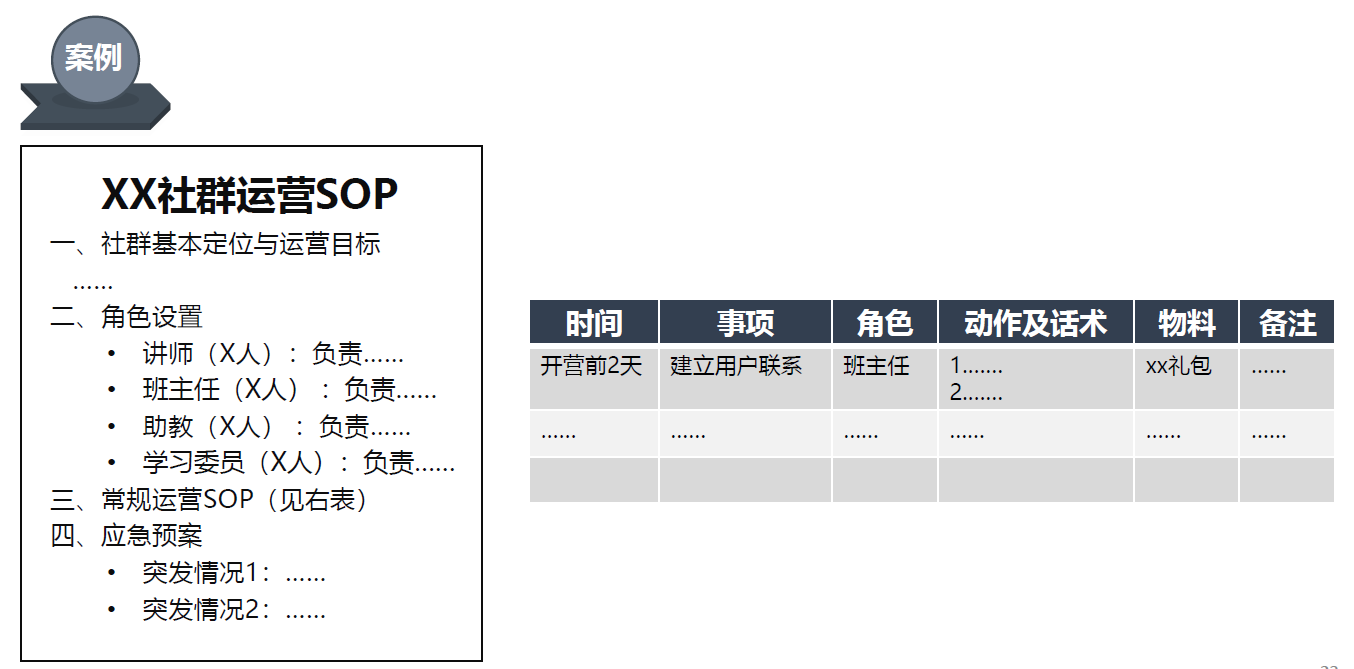 案例
XX社群运营SOP
一、社群基本定位与运营目标
……
二、角色设置
• 讲师（X人）：负责……
• 班主任（X人）：负责……
• 助教（X人）：负责……
• 学习委员（X人）：负责……
三、常规运营SOP（见右表）
四、应急预案
• 突发情况1：……
• 突发情况2：……
时间 事项 角色 动作及话术 物料 备注
开营前2天 建立用户联系 班主任 1……. xx礼包 ……
2…….
…… …… …… …… …… ……